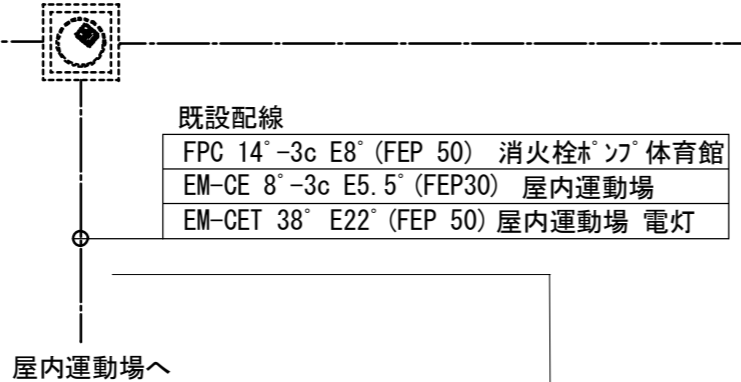 既設配線
FPC 14゜-3c E8゜(FEP 50) 消火栓ﾎﾟﾝﾌﾟ体育館
EM-CE 8゜-3c E5.5゜(FEP30) 屋内運動場
EM-CET 38゜ E22゜(FEP 50) 屋内運動場 電灯
屋内運動場へ